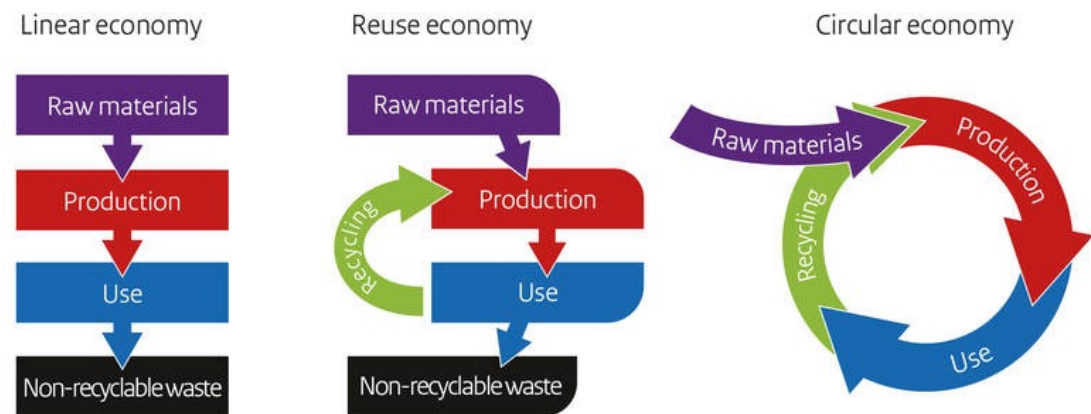 Linear economy
Raw materials
Production
Use
Non-recyclable waste
Reuse economy
Raw materials
Production
Recycling
Use
Non-recyclable waste
Circular economy
Raw materials
Production
Recycling
Use